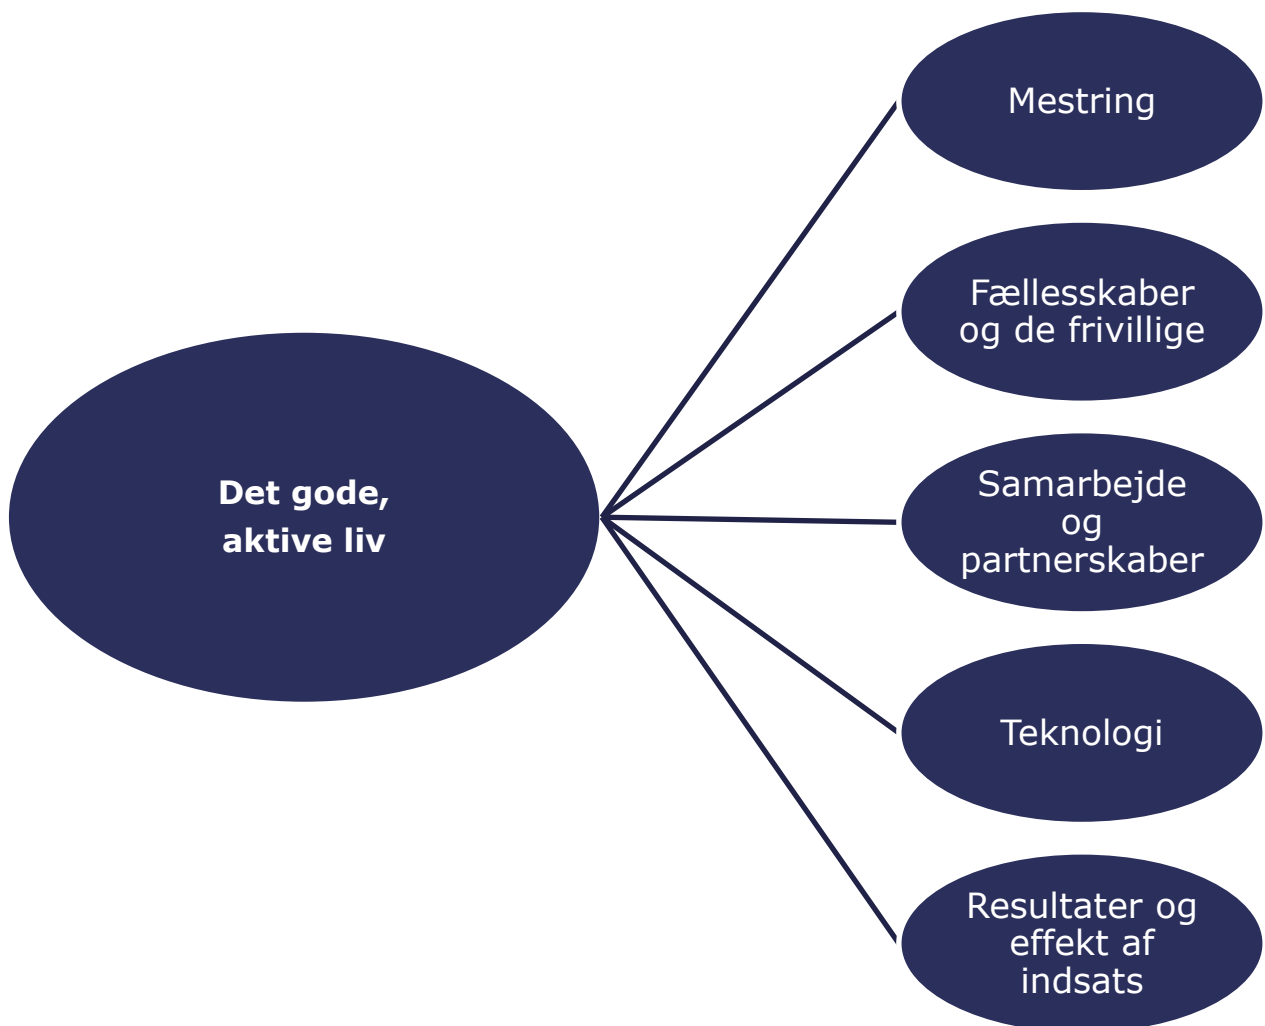 Det gode,
aktive liv
Mestring
Fællesskaber
og de frivillige
Samarbejde
og
partnerskaber
Teknologi
Resultater og
effekt af
indsats